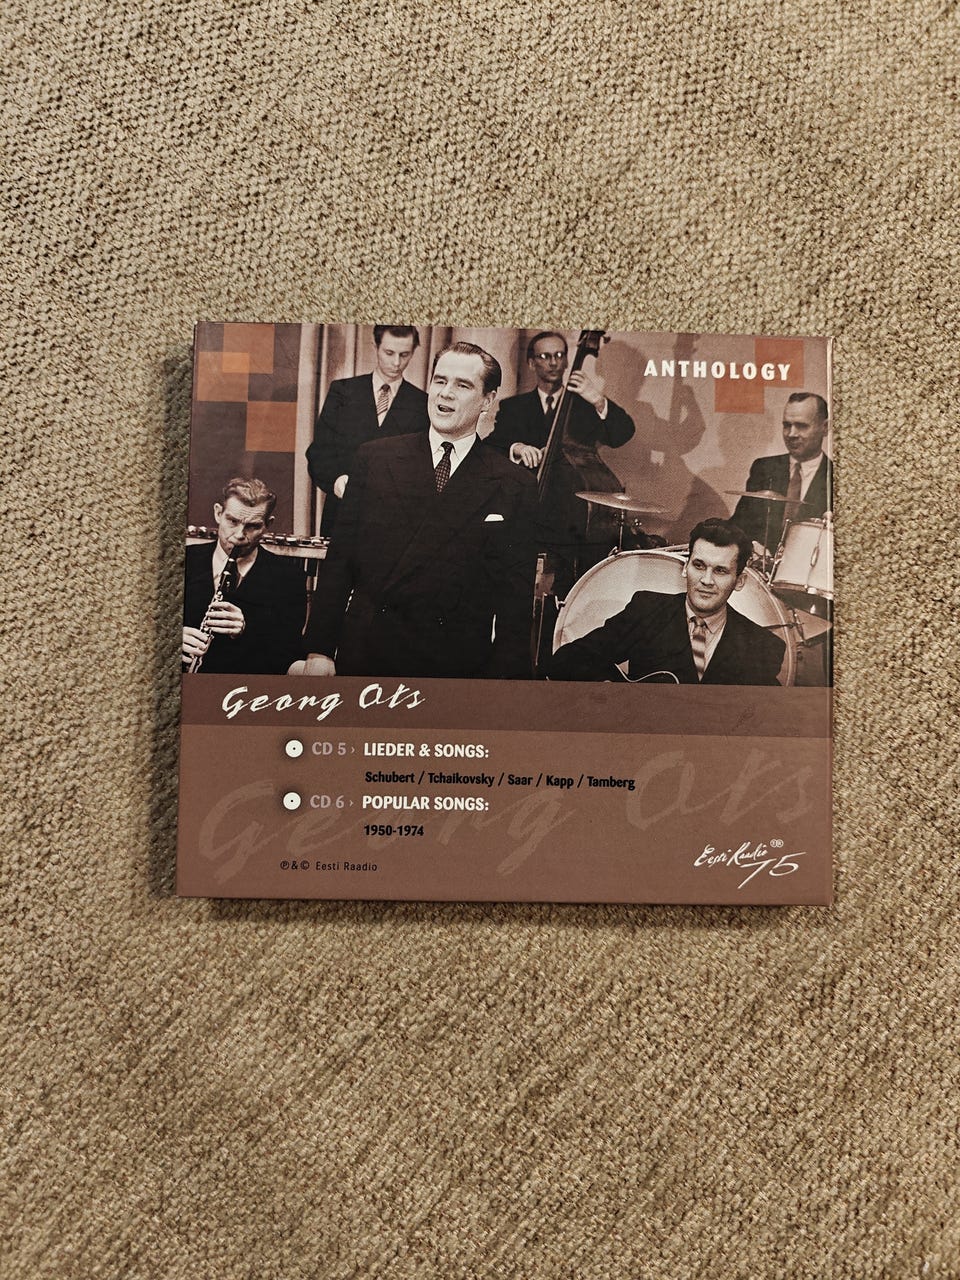 ANTHOLOGY
Georg Ots
CD 5 › LIEDER & SONGS:
Schubert / Tchaikovsky / Saar / Kapp / Tamberg
CD 6 › POPULAR SONGS:
1950-1974
Georg Ots
℗ & © Eesti Raadio
Eesti Raadio 75